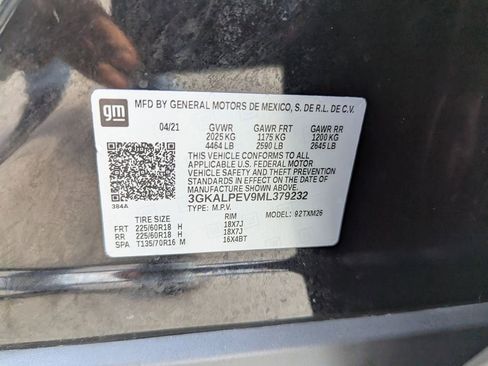 gm
MFD BY GENERAL MOTORS DE MEXICO, S. DE R.L. DE C.V.
04/21 GVWR GAWR FRT GAWR RR
2025 KG 1175 KG 1200 KG
4464 LB 2590 LB 2645 LB
THIS VEHICLE CONFORMS TO ALL
APPLICABLE U.S. FEDERAL MOTOR
VEHICLE SAFETY AND THEFT
PREVENTION STANDARDS IN EFFECT
ON THE DATE OF MANUFACTURE
SHOWN ABOVE.
384A
3GKALPEV9ML379232
TYPE: M.P.V. MODEL: 92TXM26
TIRE SIZE RIM
FRT 225/60R18 H 18X7J
RR 225/60R18 H 18X7J
SPA T135/70R16 M 16X4BT